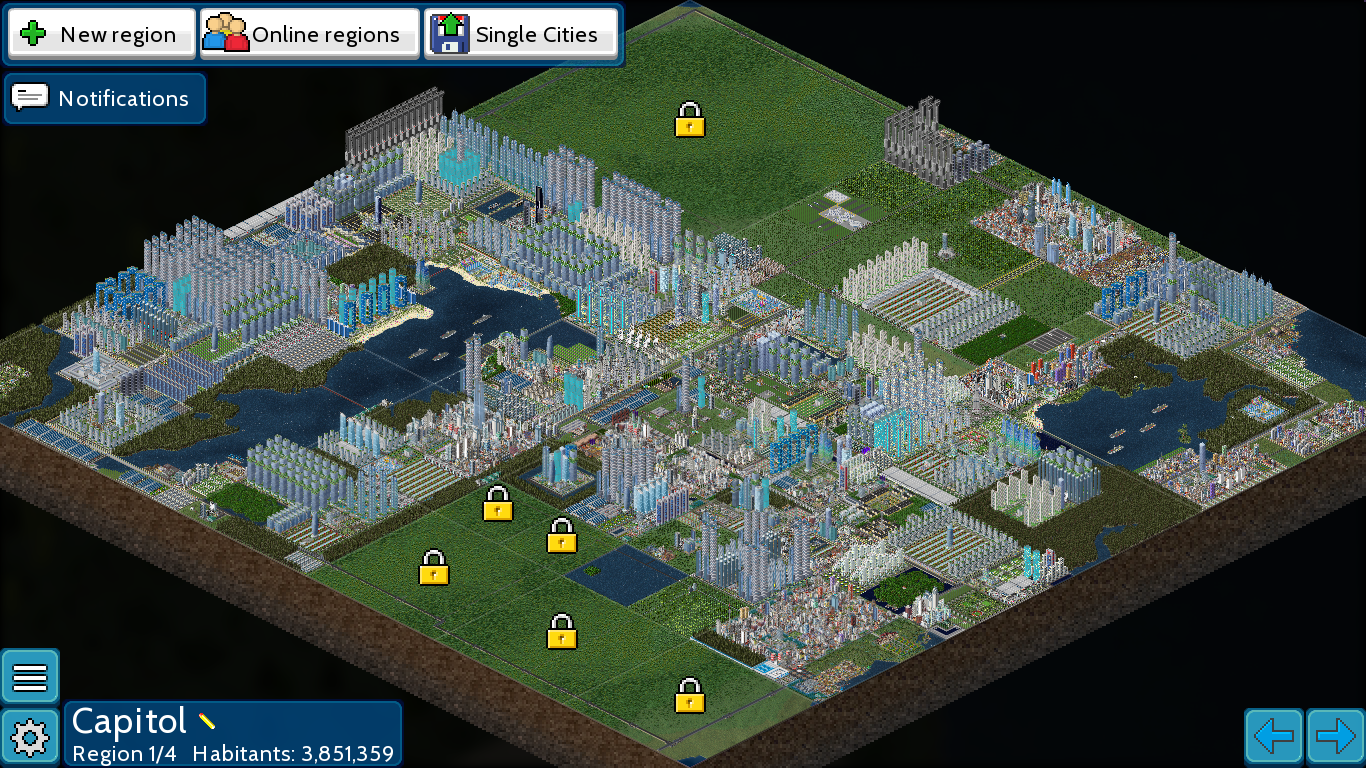 New region
Online regions
Single Cities
Notifications
Capitol
Region 1/4 Habitants: 3,851,359